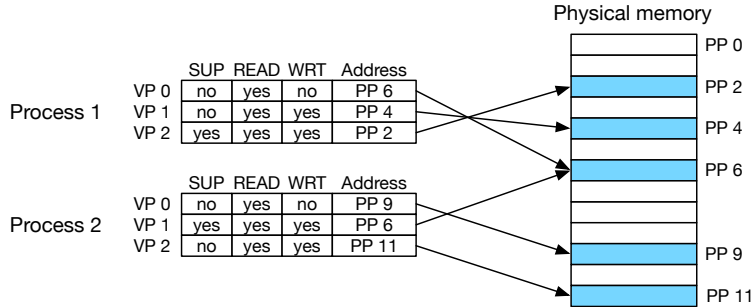 Physical memory
PP 0
SUP READ WRT Address
VP 0 no yes no PP 6
Process 1 VP 1 no yes yes PP 4
VP 2 yes yes yes PP 2
PP 2
PP 4
PP 6
SUP READ WRT Address
VP 0 no yes no PP 9
Process 2 VP 1 yes yes yes PP 6
VP 2 no yes yes PP 11
PP 9
PP 11